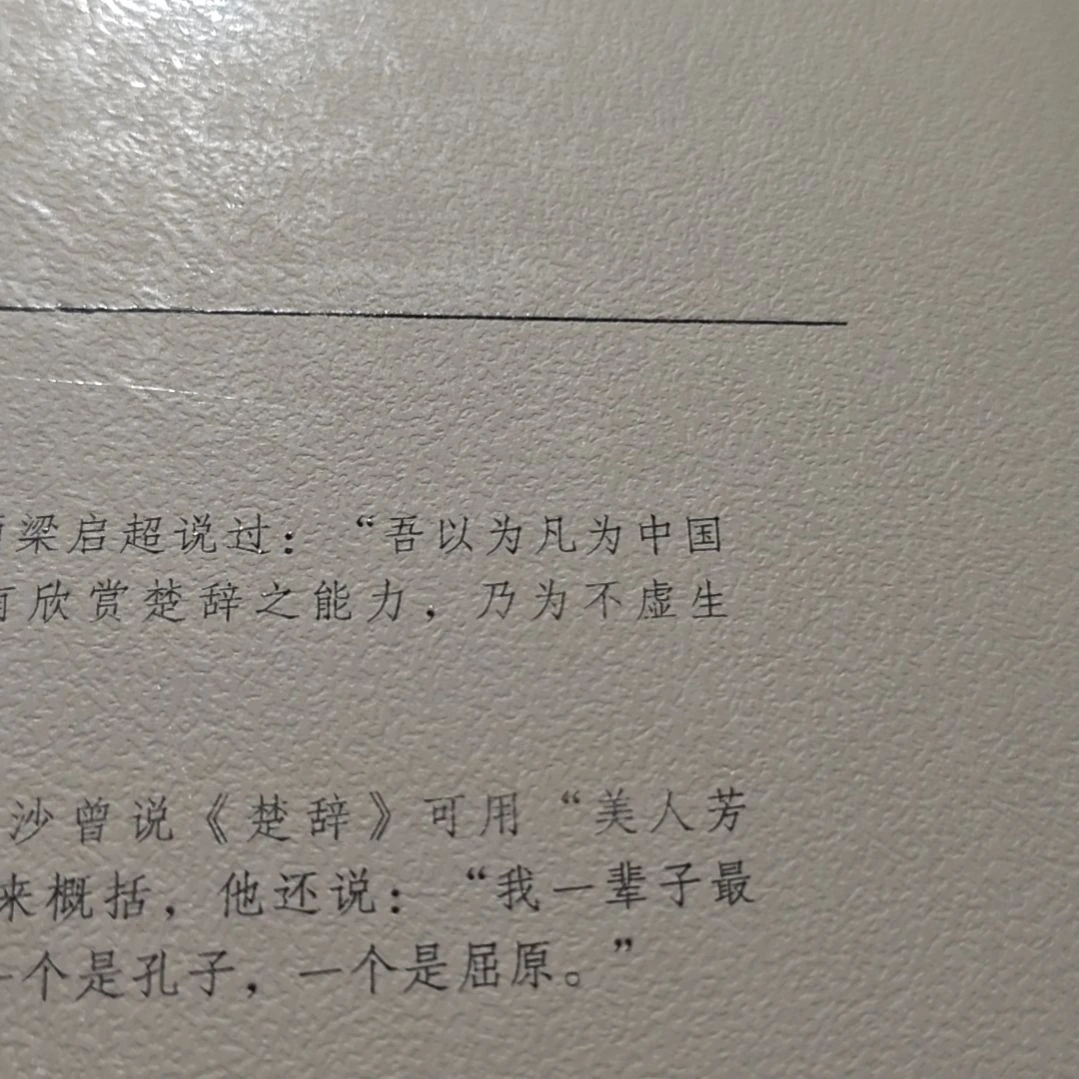 梁启超说过：“吾以为凡为中国
有欣赏楚辞之能力，乃为不虚生
沙曾说《楚辞》可用“美人芳
来概括，他还说：“我一辈子最
一个是孔子，一个是屈原。”